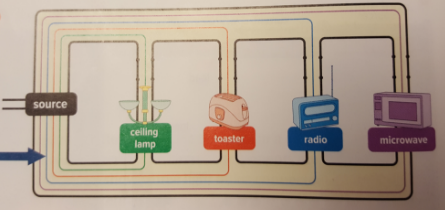 source
ceiling
lamp
toaster
radio
microwave